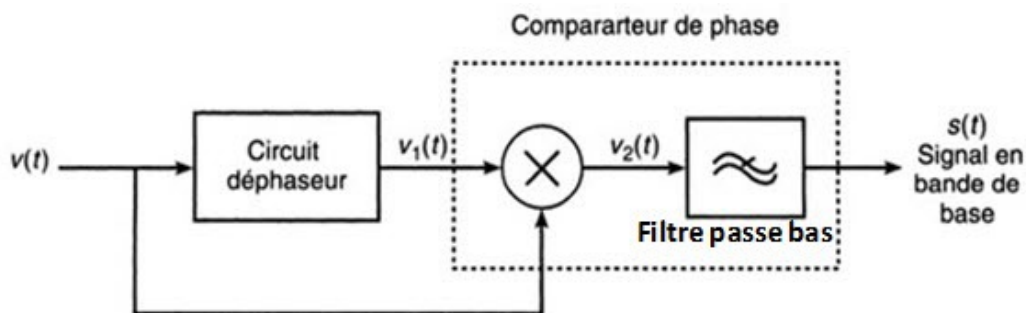 Compararteur de phase
v(t)
Circuit
déphaseur
v₁(t)
v₂(t)
Filtre passe bas
s(t)
Signal en
bande de
base